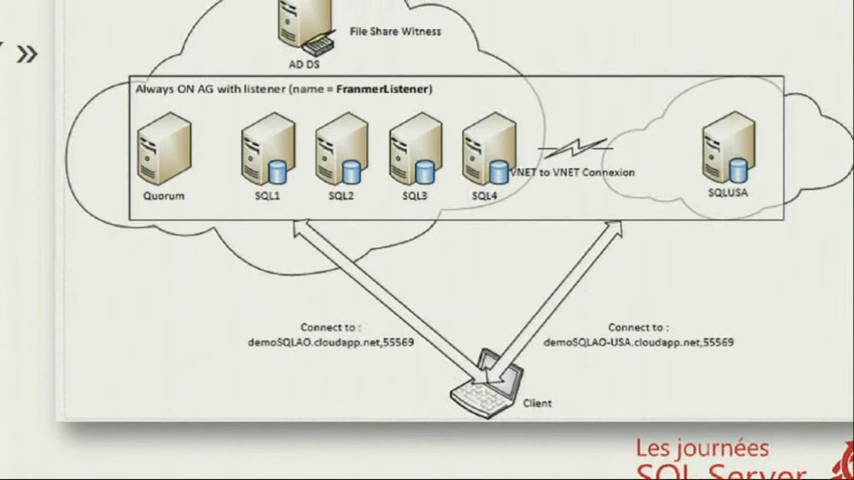 »
File Share Witness
AD DS
Always ON AG with listener (name = FranmerListener)
Quorum
SQL1
SQL2
SQL3
SQL4
VNET to VNET Connexion
SQLUSA
Connect to :
demoSQLAO.cloudapp.net,55569
Connect to :
demoSQLAO-USA.cloudapp.net,55569
Client
Les journées
SQL Server